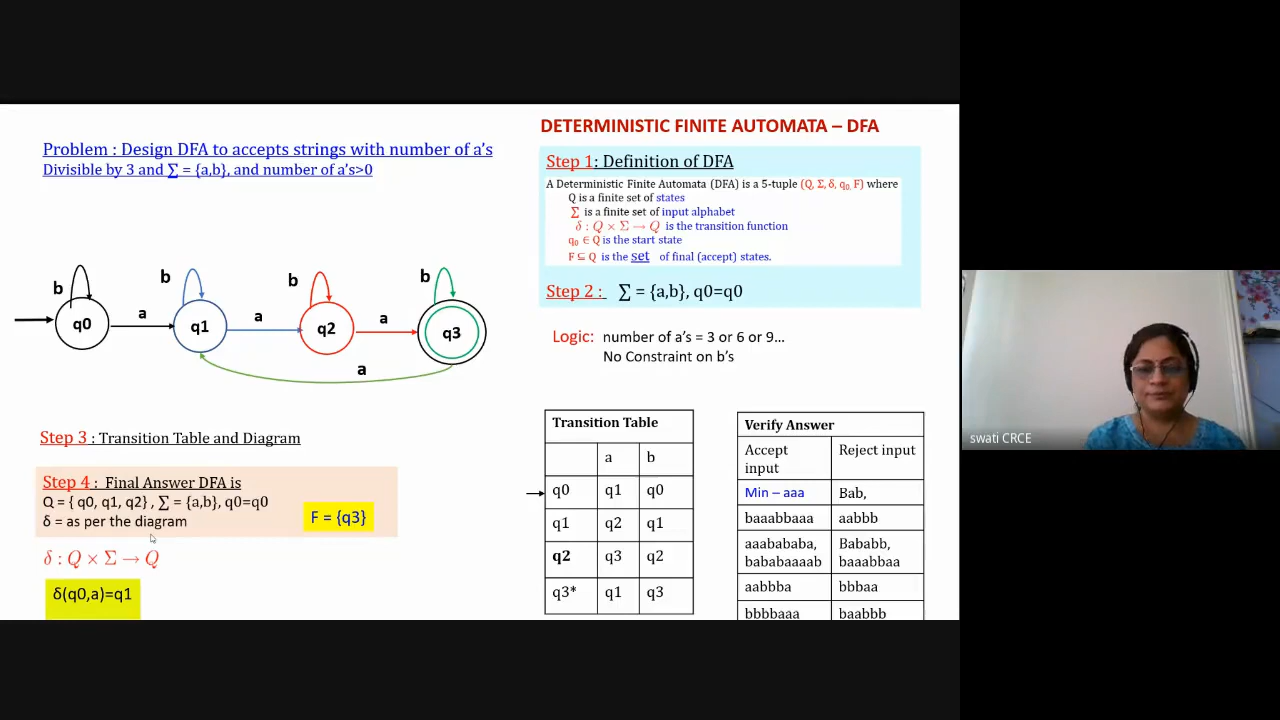 Problem : Design DFA to accepts strings with number of a's
Divisible by 3 and ∑ = {a,b}, and number of a's>0
b
b
b
b
q0
a
q1
a
q2
a
q3
a
Step 3 : Transition Table and Diagram
Step 4 : Final Answer DFA is
Q = { q0, q1, q2} , ∑ = {a,b}, q0=q0
δ = as per the diagram
F = {q3}
δ : Q × Σ → Q
δ(q0,a)=q1
DETERMINISTIC FINITE AUTOMATA – DFA
Step 1: Definition of DFA
A Deterministic Finite Automata (DFA) is a 5-tuple (Q, Σ, δ, q0, F) where
Q is a finite set of states
∑ is a finite set of input alphabet
δ : Q × Σ → Q is the transition function
q0 ∈ Q is the start state
F ⊆ Q is the set of final (accept) states.
Step 2 : ∑ = {a,b}, q0=q0
Logic: number of a's = 3 or 6 or 9...
No Constraint on b's
Transition Table
a b
q0 q1 q0
q1 q2 q1
q2 q3 q2
q3* q1 q3
Verify Answer
Accept input Reject input
Min – aaa Bab,
baaabbaaa aabbb
aaabababa, Bababb,
bababaaaab baaabbaa
aabbba bbbaa
bbbbaaa baabbb
swati CRCE